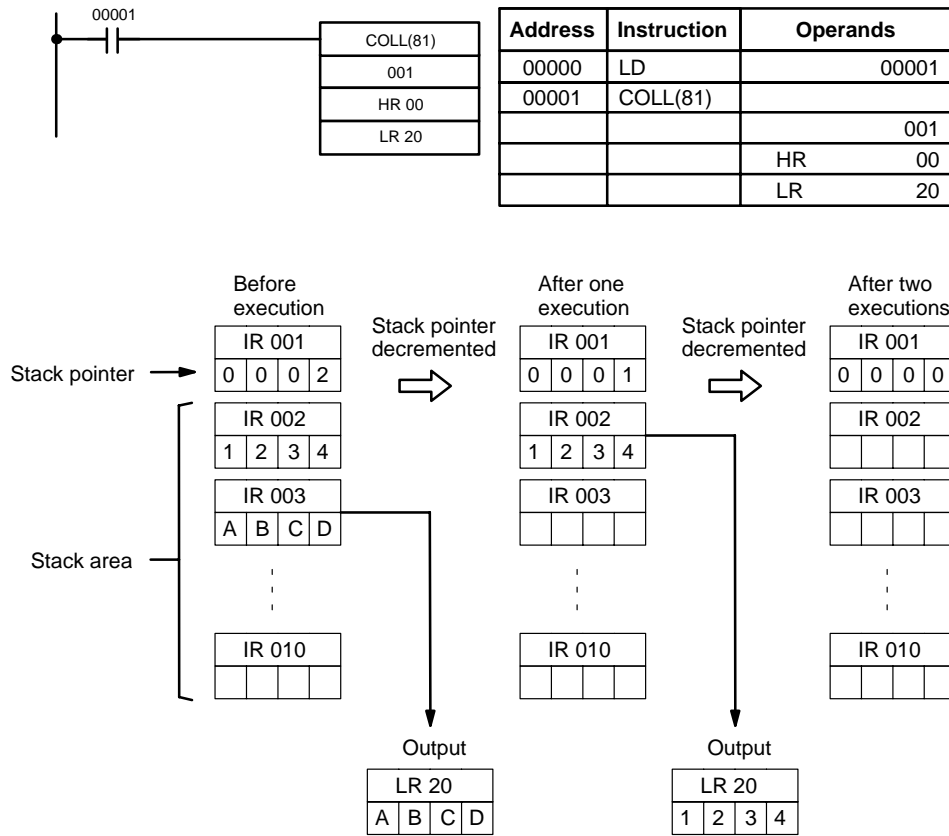 00001
COLL(81)
001
HR 00
LR 20
Address Instruction Operands
00000 LD 00001
00001 COLL(81)
001
HR 00
LR 20
Before execution
After one execution
After two executions
Stack pointer decremented
Stack pointer decremented
Stack pointer
IR 001
0 0 0 2
IR 001
0 0 0 1
IR 001
0 0 0 0
Stack area
IR 002
1 2 3 4
IR 002
1 2 3 4
IR 002
IR 003
A B C D
IR 003
IR 003
IR 010
IR 010
IR 010
Output
LR 20
A B C D
Output
LR 20
1 2 3 4